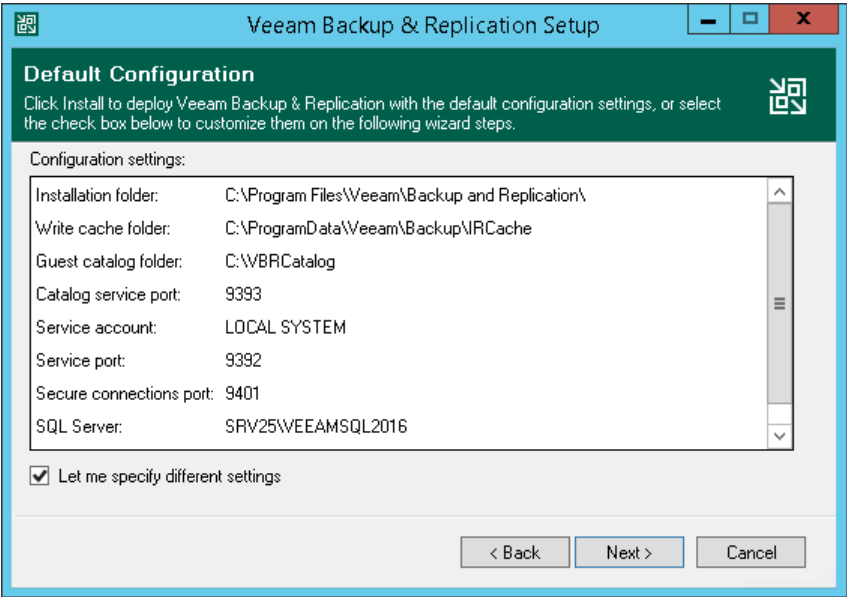 Veeam Backup & Replication Setup
Default Configuration
Click Install to deploy Veeam Backup & Replication with the default configuration settings, or select
the check box below to customize them on the following wizard steps.
Configuration settings:
Installation folder: C:\Program Files\Veeam\Backup and Replication\
Write cache folder: C:\ProgramData\Veeam\Backup\IRCache
Guest catalog folder: C:\VBRCatalog
Catalog service port: 9393
Service account: LOCAL SYSTEM
Service port: 9392
Secure connections port: 9401
SQL Server: SRV25\VEEAMSQL2016
Let me specify different settings
< Back Next > Cancel